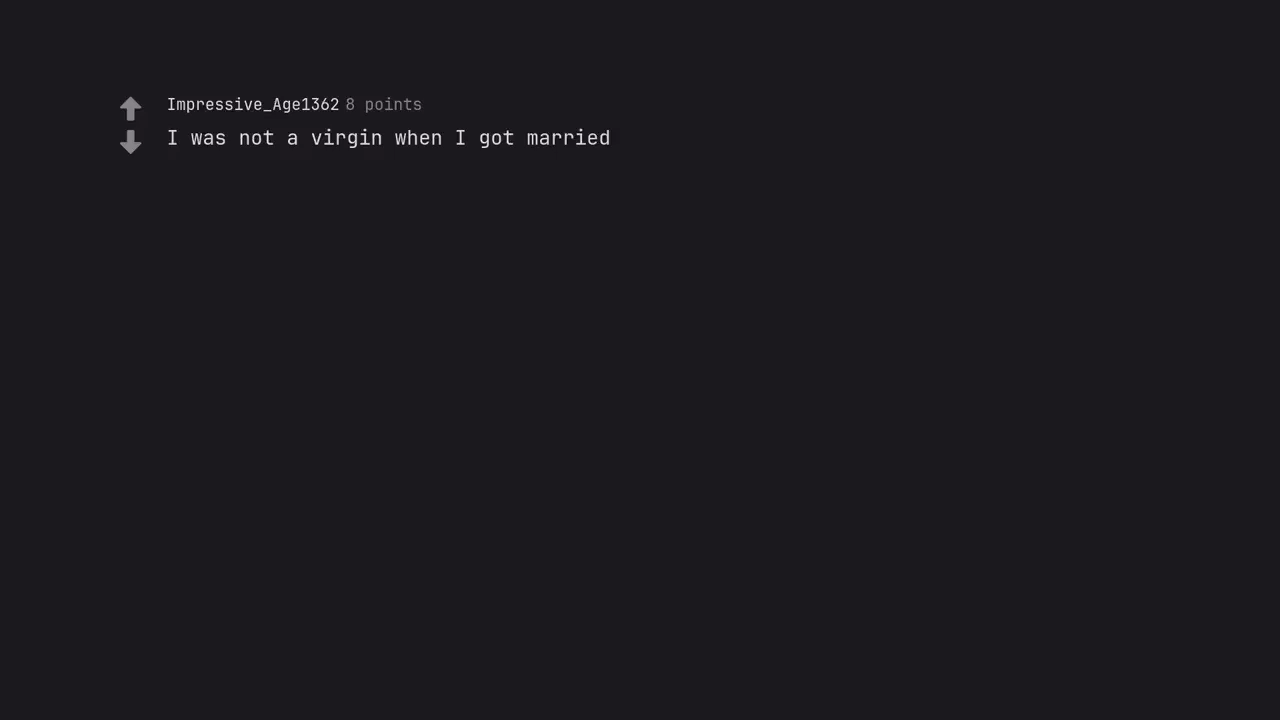 Impressive_Age1362 8 points
I was not a virgin when I got married